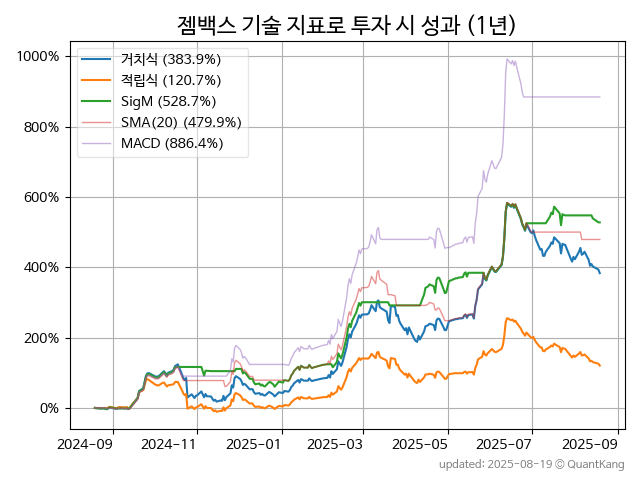 젬백스 기술 지표로 투자 시 성과 (1년)
거치식 (383.9%)
적립식 (120.7%)
SigM (528.7%)
SMA(20) (479.9%)
MACD (886.4%)
1000%
800%
600%
400%
200%
0%
2024-09 2024-11 2025-01 2025-03 2025-05 2025-07 2025-09
updated: 2025-08-19 © QuantKang